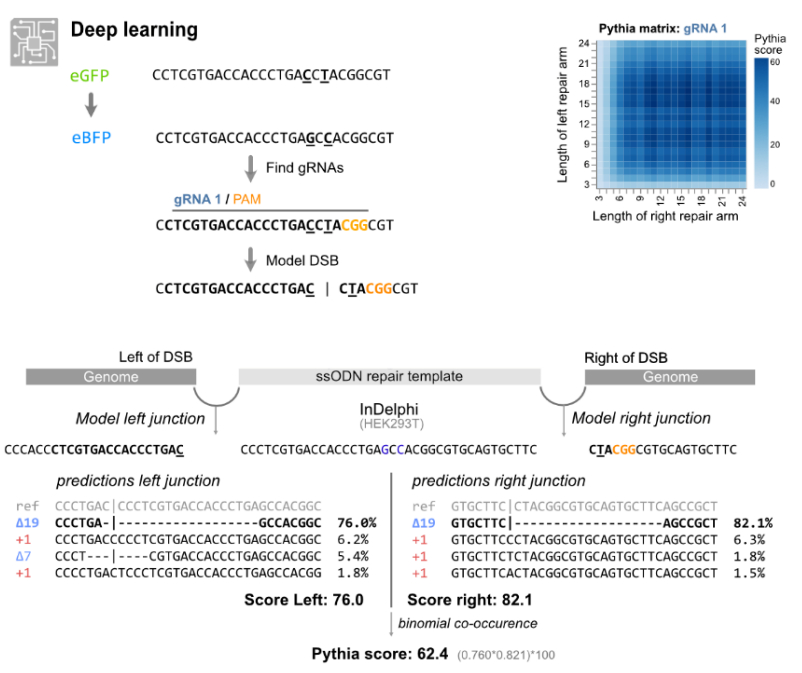 Deep learning
eGFP CCTCGTGACCACCCTGACCTACGGCGT
eBFP CCTCGTGACCACCCTGAGCCACGGCGT
Find gRNAs
gRNA 1 / PAM
CCTCGTGACCACCCTGACCTACGGCGT
Model DSB
CCTCGTGACCACCCTGAC | CTACGGCGT
Pythia matrix: gRNA 1
Pythia
score
Length of left repair arm
24
21
18
15
12
9
6
3
3 6 9 12 15 18 21 24
Length of right repair arm
60
40
20
0
Left of DSB Right of DSB
Genome ssODN repair template Genome
Model left junction InDelphi Model right junction
(HEK293T)
CCCACCCTCGTGACCACCCTGAC CCCTCGTGACCACCCTGAGCCACGGCGTGCAGTGCTTC CTACGGCGTGCAGTGCTTC
predictions left junction
ref CCCTGAC|CCCTCGTGACCACCCTGAGCCACGGC
Δ19 CCCTGA-|------------------GCCACGGC 76.0%
+1 CCCTGACCCCCTCGTGACCACCCTGAGCCACGGC 6.2%
Δ7 CCCT---|----CGTGACCACCCTGAGCCACGGC 5.4%
+1 CCCCTGACTCCCTCGTGACCACCCTGAGCCACGG 1.8%
Score Left: 76.0
predictions right junction
ref GTGCTTC|CTACGGCGTGCAGTGCTTCAGCCGCT
Δ19 GTGCTTC|-------------------AGCCGCT 82.1%
+1 GTGCTTCCCTACGGCGTGCAGTGCTTCAGCCGCT 6.3%
+1 GTGCTTCTCTACGGCGTGCAGTGCTTCAGCCGCT 1.8%
+1 GTGCTTCACTACGGCGTGCAGTGCTTCAGCCGCT 1.5%
Score right: 82.1
binomial co-occurence
Pythia score: 62.4 (0.760*0.821)*100